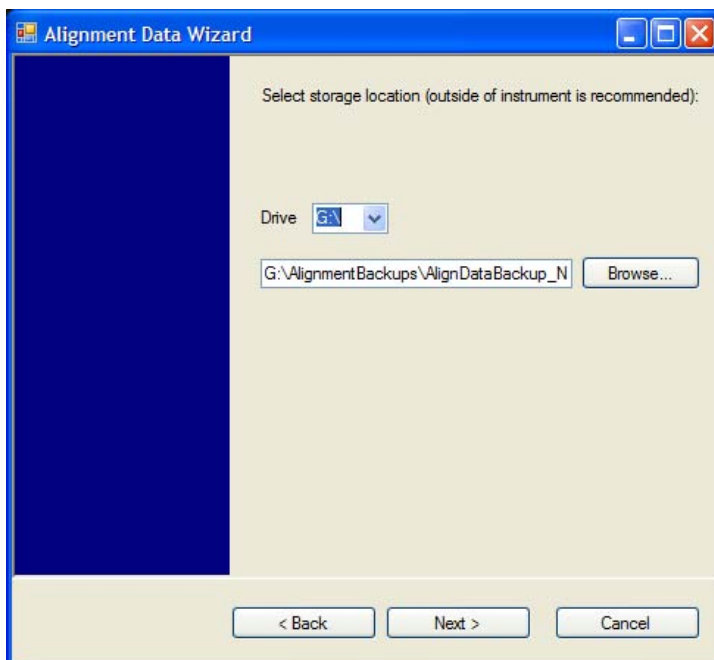 Alignment Data Wizard
Select storage location (outside of instrument is recommended):
Drive G:\
G:\AlignmentBackups\AlignDataBackup_N Browse...
< Back Next > Cancel